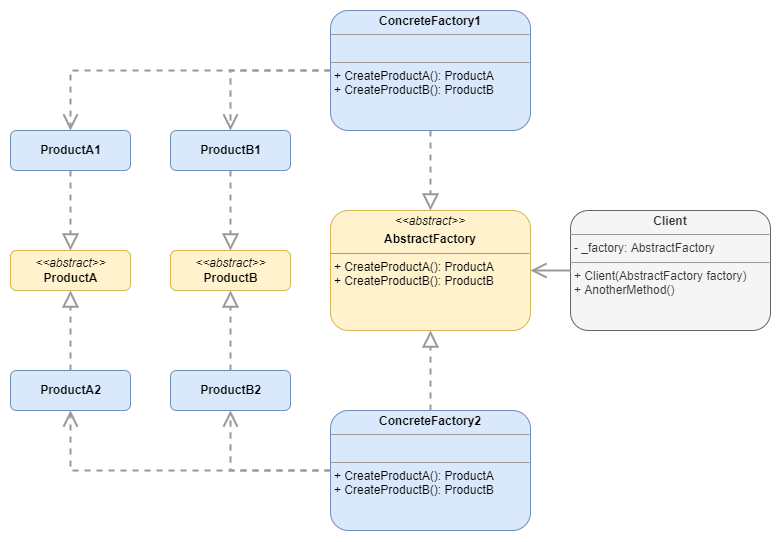 ConcreteFactory1
+ CreateProductA(): ProductA
+ CreateProductB(): ProductB
ProductA1
ProductB1
<<abstract>>
ProductA
<<abstract>>
ProductB
<<abstract>>
AbstractFactory
+ CreateProductA(): ProductA
+ CreateProductB(): ProductB
Client
- _factory: AbstractFactory
+ Client(AbstractFactory factory)
+ AnotherMethod()
ProductA2
ProductB2
ConcreteFactory2
+ CreateProductA(): ProductA
+ CreateProductB(): ProductB